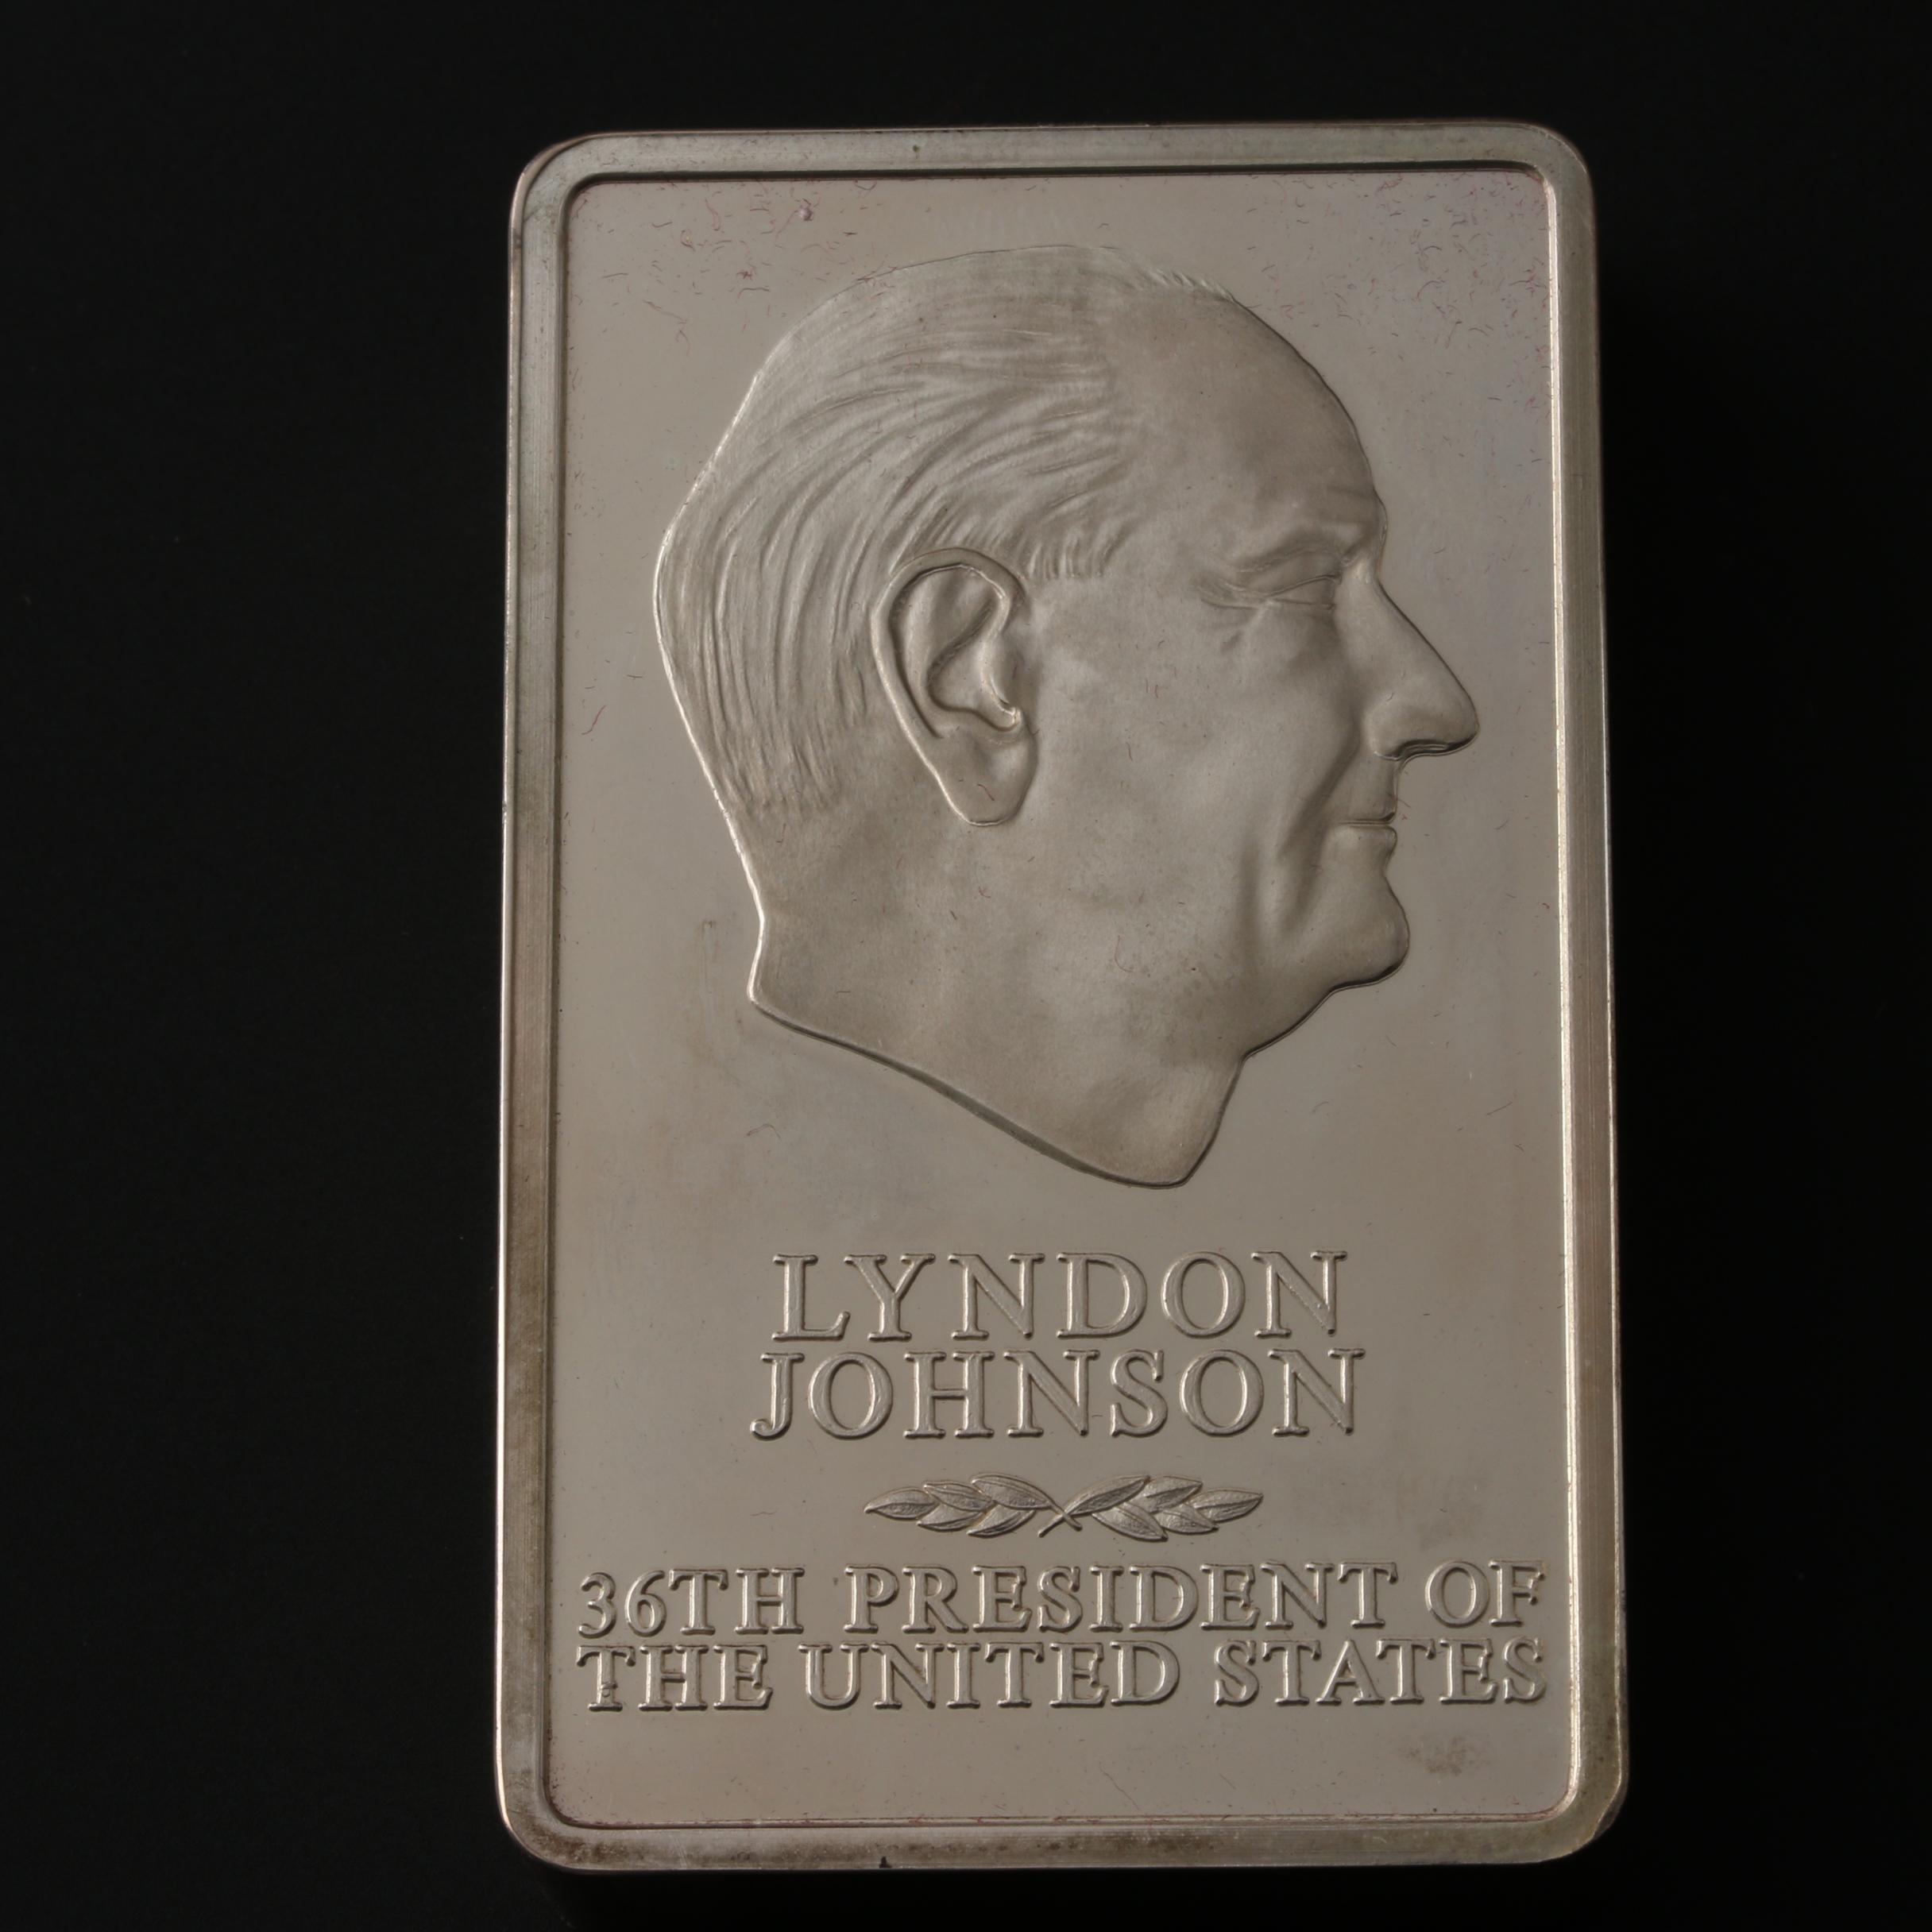 LYNDON
JOHNSON
36TH PRESIDENT OF
THE UNITED STATES